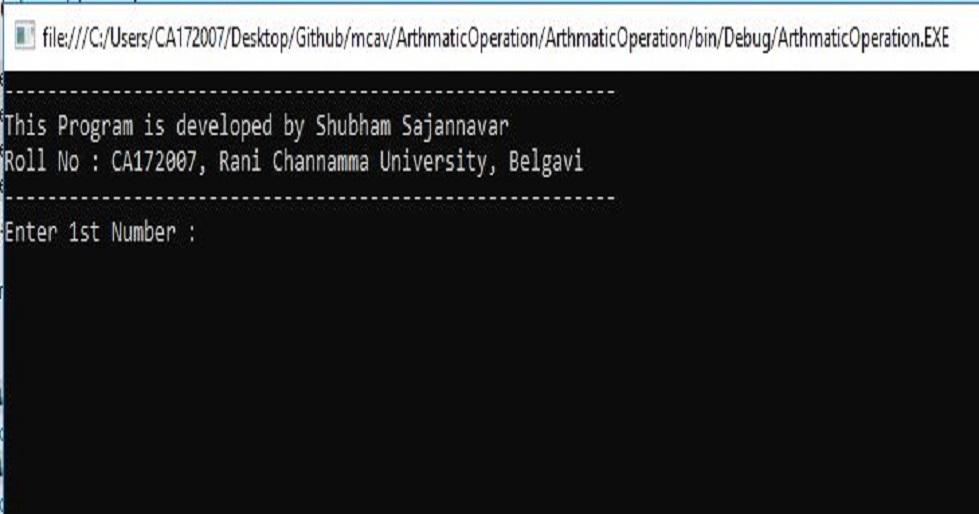 file:///C:/Users/CA172007/Desktop/Github/mcav/ArthmaticOperation/ArthmaticOperation/bin/Debug/ArthmaticOperation.EXE
---------------------------------------------------------
This Program is developed by Shubham Sajannavar
Roll No : CA172007, Rani Channamma University, Belgavi
---------------------------------------------------------
Enter 1st Number :